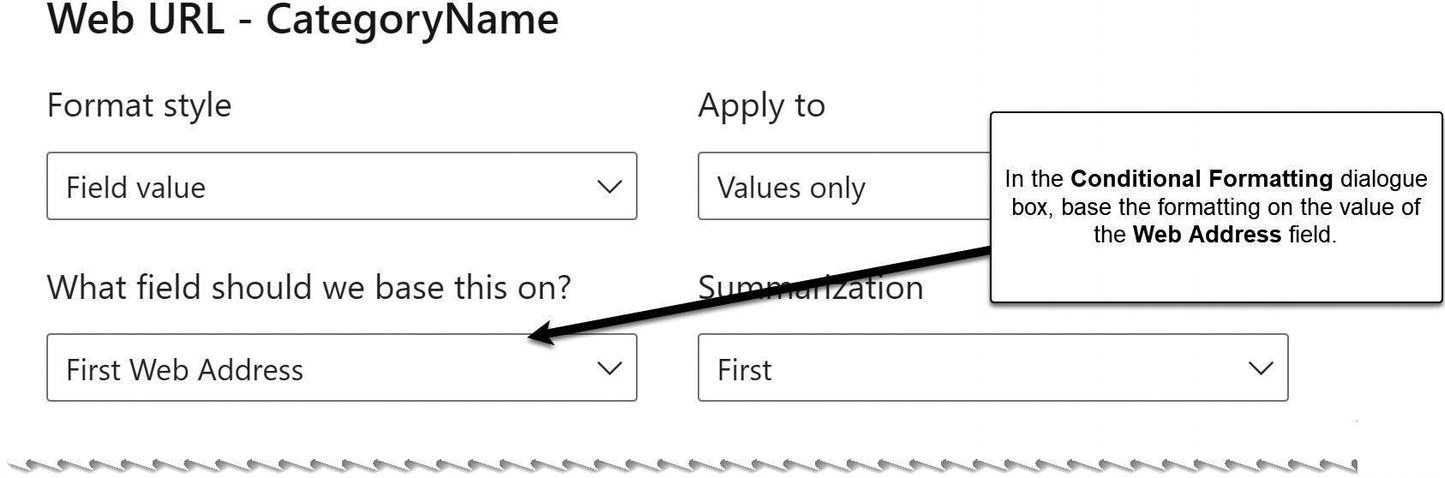 Web URL - CategoryName
Format style
Apply to
Field value
Values only
In the Conditional Formatting dialogue
box, base the formatting on the value of
the Web Address field.
What field should we base this on?
Summarization
First Web Address
First